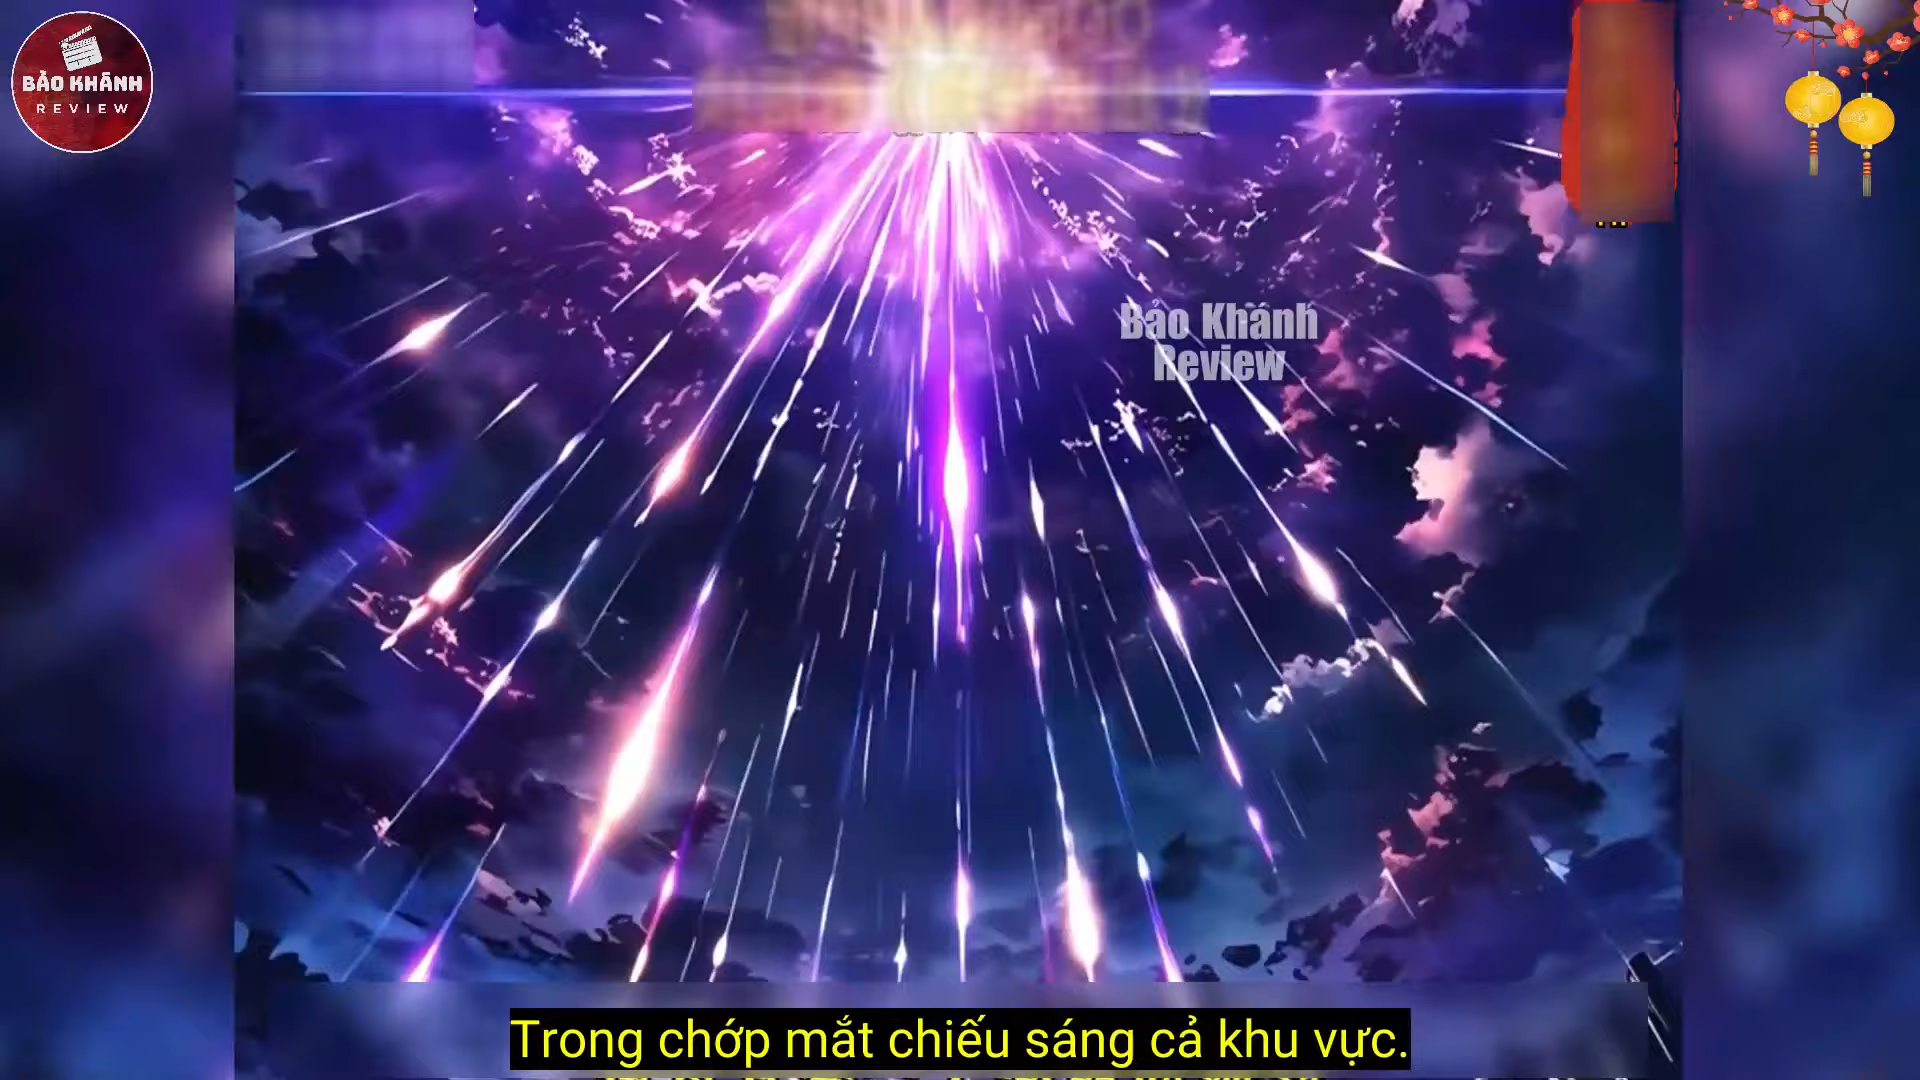 BẢO KHÁNH
REVIEW
Bảo Khánh
Review
Trong chớp mắt chiếu sáng cả khu vực.